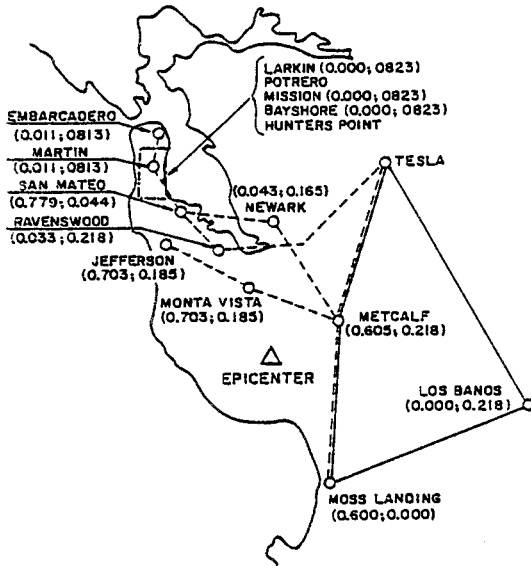 LARKIN (0.000; 0823)
POTRERO
MISSION (0.000; 0823)
BAYSHORE (0.000; 0823)
HUNTERS POINT
EMBARCADERO
(0.011; 0813)
MARTIN
(0.011; 0813)
SAN MATEO
(0.779; 0.044)
RAVENSWOOD
(0.033; 0.218)
JEFFERSON
(0.703; 0.185)
(0.043; 0.165)
NEWARK
TESLA
MONTA VISTA
(0.703; 0.185)
METCALF
(0.605; 0.218)
EPICENTER
LOS BANOS
(0.000; 0.218)
MOSS LANDING
(0.600; 0.000)